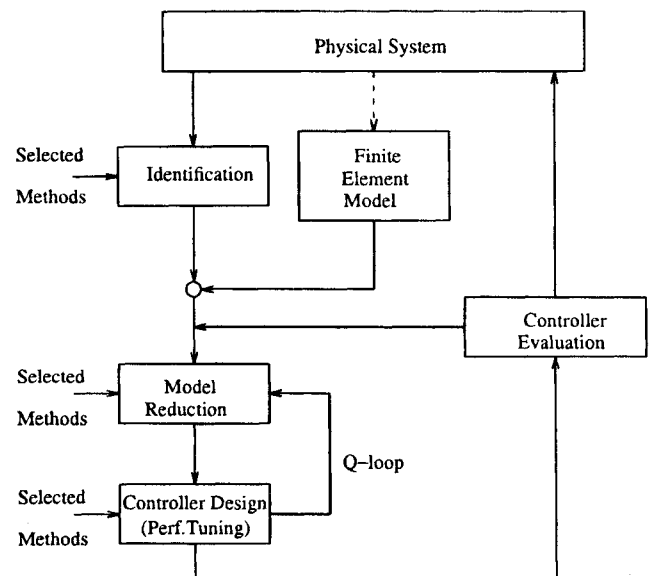 Physical System
Selected
Methods
Identification
Finite
Element
Model
Controller
Evaluation
Selected
Methods
Model
Reduction
Q-loop
Selected
Methods
Controller Design
(Perf.Tuning)